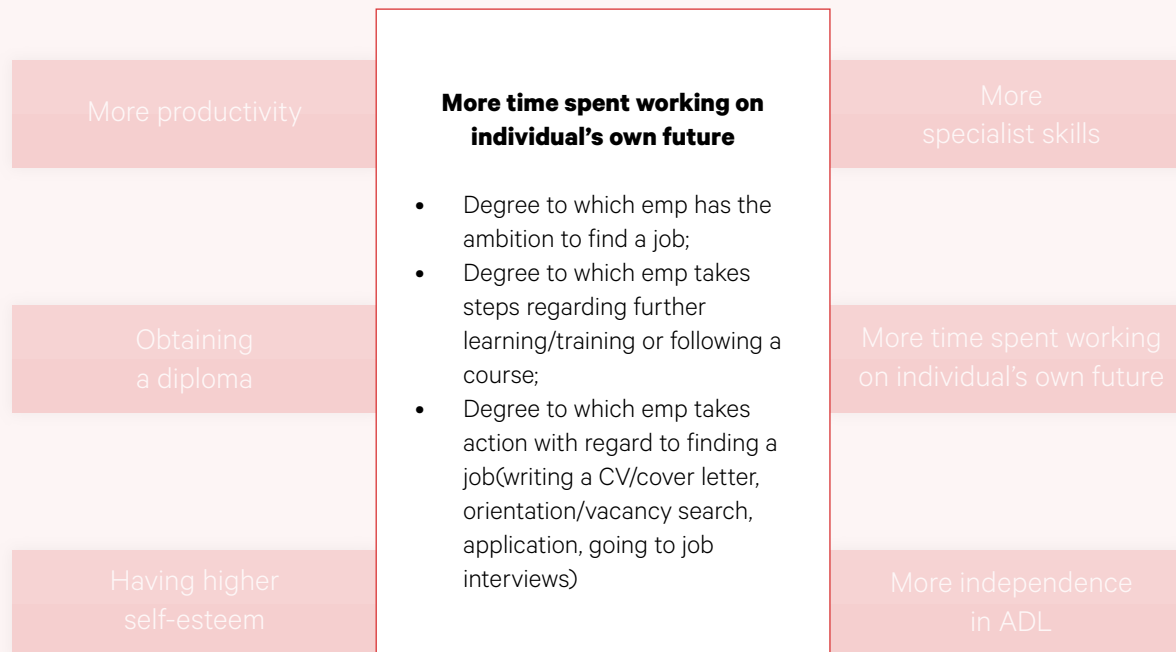 More productivity
More time spent working on
individual's own future
• Degree to which emp has the
ambition to find a job;
• Degree to which emp takes
steps regarding further
learning/training or following a
course;
• Degree to which emp takes
action with regard to finding a
job(writing a CV/cover letter,
orientation/vacancy search,
application, going to job
interviews)
More
specialist skills
Obtaining
a diploma
More time spent working
on individual's own future
Having higher
self-esteem
More independence
in ADL